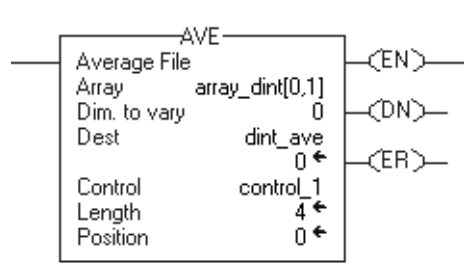 AVE
Average File
(EN)
Array array_dint[0,1]
Dim. to vary 0
(DN)
Dest dint_ave
0
(ER)
Control control_1
Length 4
Position 0